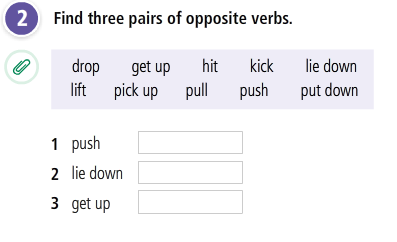 2 Find three pairs of opposite verbs.
drop get up hit kick lie down
lift pick up pull push put down
1 push
2 lie down
3 get up